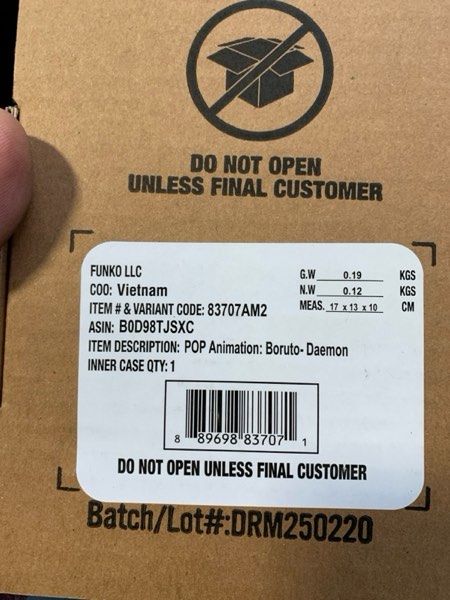 DO NOT OPEN
UNLESS FINAL CUSTOMER
FUNKO LLC
COO: Vietnam
ITEM # & VARIANT CODE: 83707AM2
ASIN: B0D98TJSXC
ITEM DESCRIPTION: POP Animation: Boruto- Daemon
INNER CASE QTY: 1
G.W 0.19 KGS
N.W 0.12 KGS
MEAS. 17 x 13 x 10 CM
8 89698 83707 1
DO NOT OPEN UNLESS FINAL CUSTOMER
Batch/Lot#:DRM250220